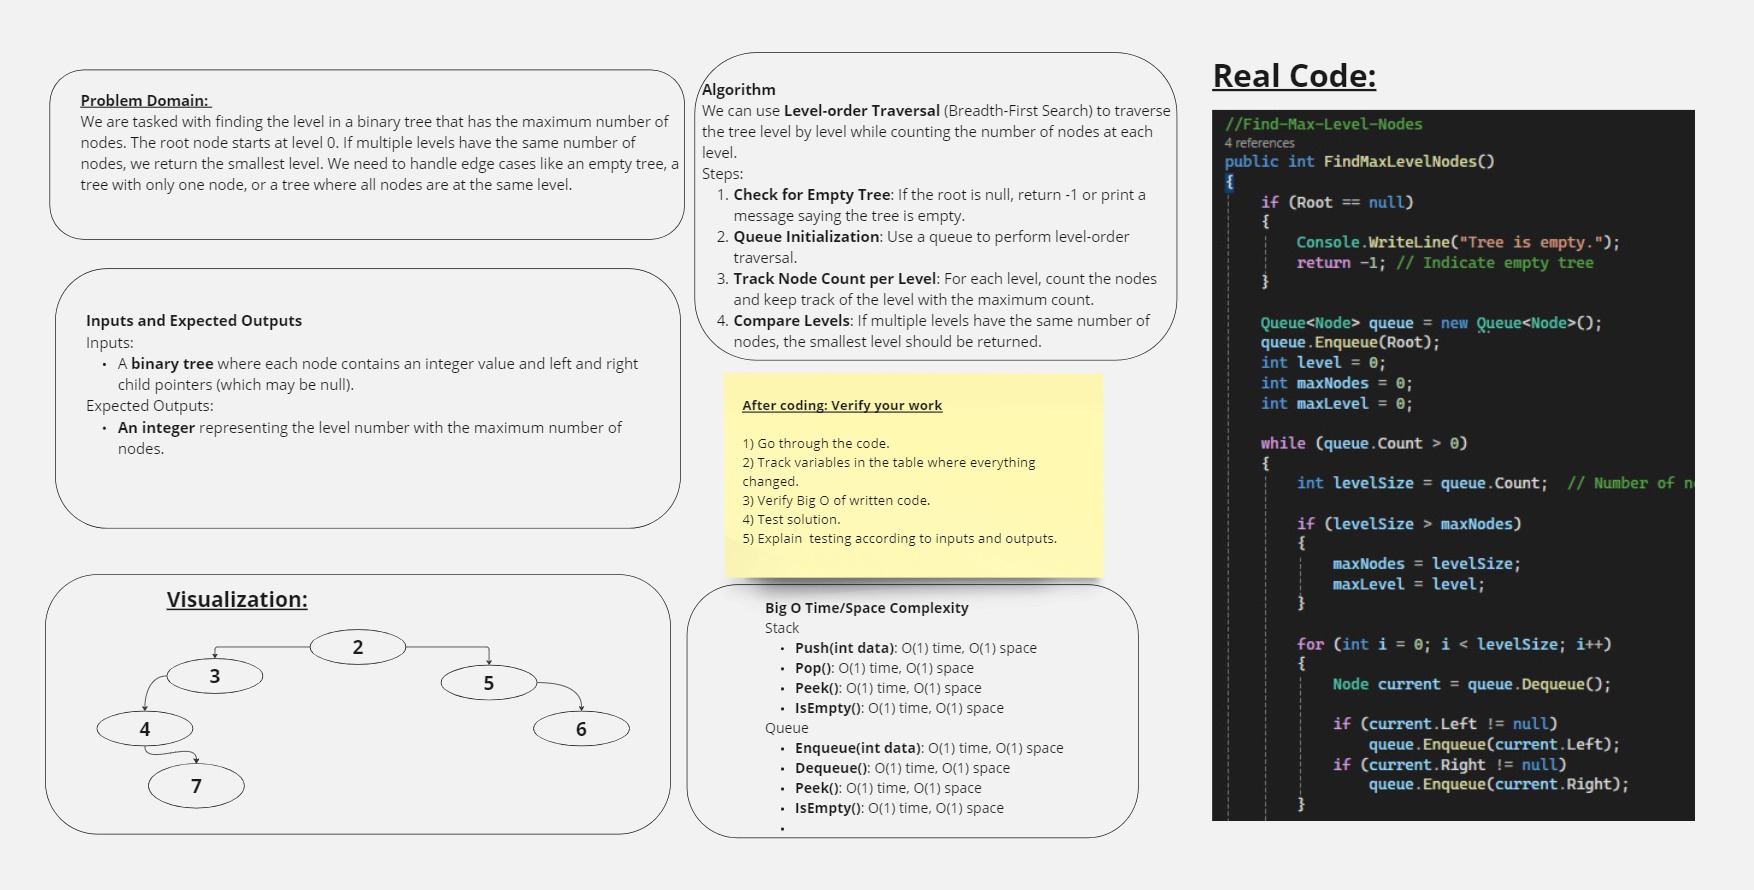 Problem Domain:
We are tasked with finding the level in a binary tree that has the maximum number of
nodes. The root node starts at level 0. If multiple levels have the same number of
nodes, we return the smallest level. We need to handle edge cases like an empty tree, a
tree with only one node, or a tree where all nodes are at the same level.
Inputs and Expected Outputs
Inputs:
• A binary tree where each node contains an integer value and left and right
child pointers (which may be null).
Expected Outputs:
• An integer representing the level number with the maximum number of
nodes.
Visualization:
2
3
5
4
6
7
Algorithm
We can use Level-order Traversal (Breadth-First Search) to traverse
the tree level by level while counting the number of nodes at each
level.
Steps:
1. Check for Empty Tree: If the root is null, return -1 or print a
message saying the tree is empty.
2. Queue Initialization: Use a queue to perform level-order
traversal.
3. Track Node Count per Level: For each level, count the nodes
and keep track of the level with the maximum count.
4. Compare Levels: If multiple levels have the same number of
nodes, the smallest level should be returned.
After coding: Verify your work
1) Go through the code.
2) Track variables in the table where everything
changed.
3) Verify Big O of written code.
4) Test solution.
5) Explain  testing according to inputs and outputs.
Big O Time/Space Complexity
Stack
• Push(int data): O(1) time, O(1) space
• Pop(): O(1) time, O(1) space
• Peek(): O(1) time, O(1) space
• IsEmpty(): O(1) time, O(1) space
Queue
• Enqueue(int data): O(1) time, O(1) space
• Dequeue(): O(1) time, O(1) space
• Peek(): O(1) time, O(1) space
• IsEmpty(): O(1) time, O(1) space
•
Real Code:
//Find-Max-Level-Nodes
4 references
public int FindMaxLevelNodes()
{
if (Root == null)
{
Console.WriteLine("Tree is empty.");
return -1; // Indicate empty tree
}
Queue<Node> queue = new Queue<Node>();
queue.Enqueue(Root);
int level = 0;
int maxNodes = 0;
int maxLevel = 0;
while (queue.Count > 0)
{
int levelSize = queue.Count;  // Number of n
if (levelSize > maxNodes)
{
maxNodes = levelSize;
maxLevel = level;
}
for (int i = 0; i < levelSize; i++)
{
Node current = queue.Dequeue();
if (current.Left != null)
queue.Enqueue(current.Left);
if (current.Right != null)
queue.Enqueue(current.Right);
}